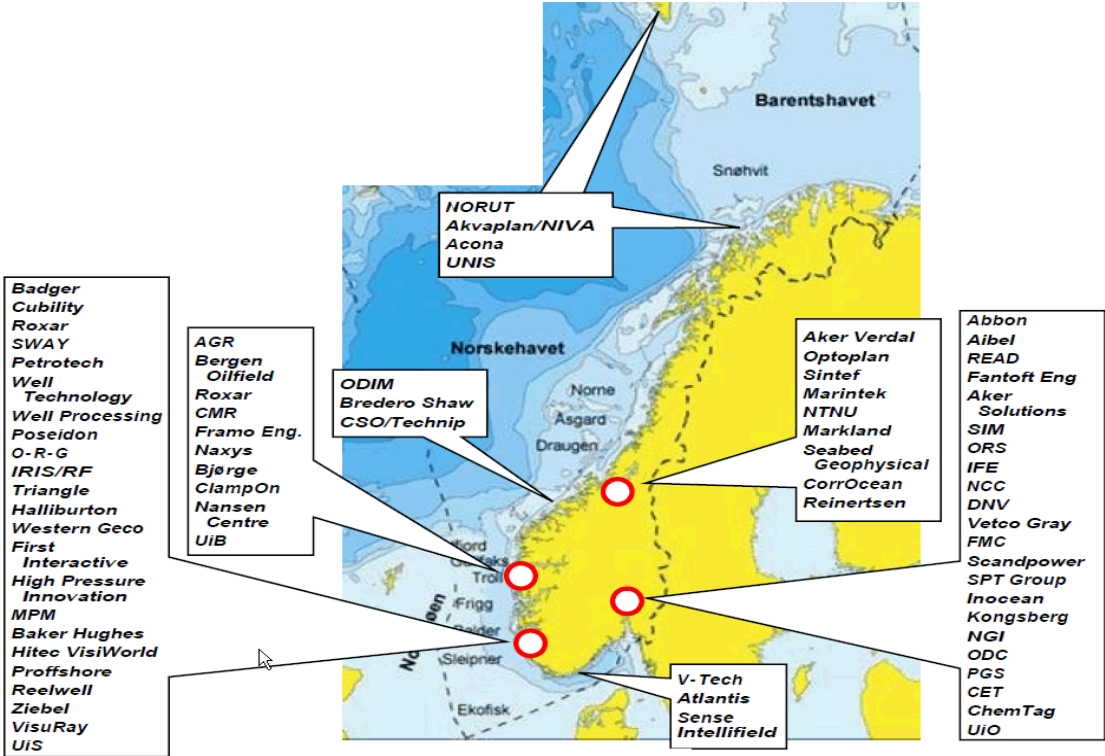 Barentshavet
Snøhvit
NORUT
Akvaplan/NIVA
Acona
UNIS
Norskehavet
Norne
Åsgard
Draugen
Badger
Cubility
Roxar
SWAY
Petrotech
Well
Technology
Well Processing
Poseidon
O-R-G
IRIS/RF
Triangle
Halliburton
Western Geco
First
Interactive
High Pressure
Innovation
MPM
Baker Hughes
Hitec VisiWorld
Proffshore
Reelwell
Ziebel
VisuRay
UiS
AGR
Bergen
Oilfield
Roxar
CMR
Framo Eng.
Naxys
Bjørge
ClampOn
Nansen
Centre
UiB
ODIM
Bredero Shaw
CSO/Technip
Aker Verdal
Optoplan
Sintef
Marintek
NTNU
Markland
Seabed
Geophysical
CorrOcean
Reinertsen
Abbon
Aibel
READ
Fantoft Eng
Aker
Solutions
SIM
ORS
IFE
NCC
DNV
Vetco Gray
FMC
Scandpower
SPT Group
Inocean
Kongsberg
NGI
ODC
PGS
CET
ChemTag
UiO
Troll
Frigg
Sleipner
Ekofisk
V-Tech
Atlantis
Sense
Intellifield